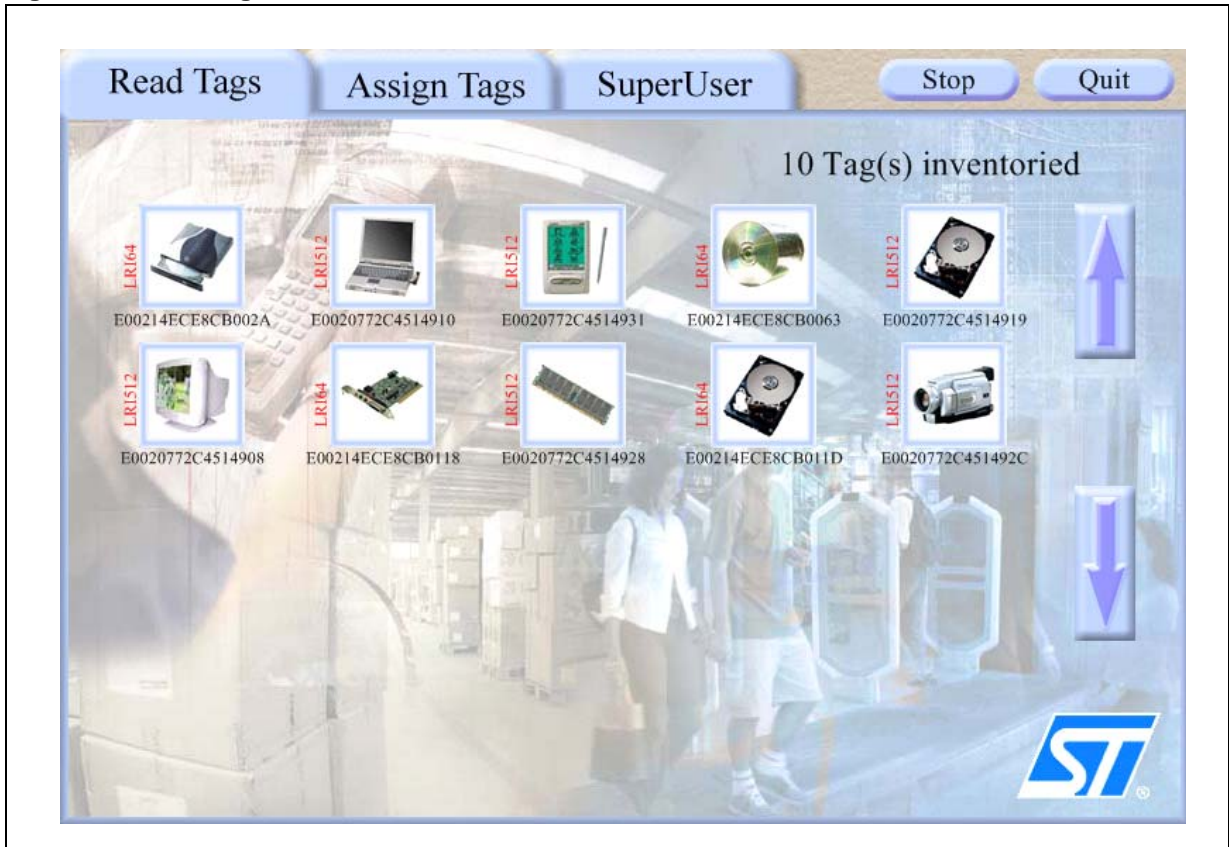 Read Tags
Assign Tags
SuperUser
Stop
Quit
10 Tag(s) inventoried
LRI64
LRI512
LRI512
LRI64
LRI512
E00214ECE8CB002A
E0020772C4514910
E0020772C4514931
E00214ECE8CB0063
E0020772C4514919
LRI512
LRI64
LRI512
LRI64
LRI512
E0020772C4514908
E00214ECE8CB0118
E0020772C4514928
E00214ECE8CB011D
E0020772C451492C
ST
®